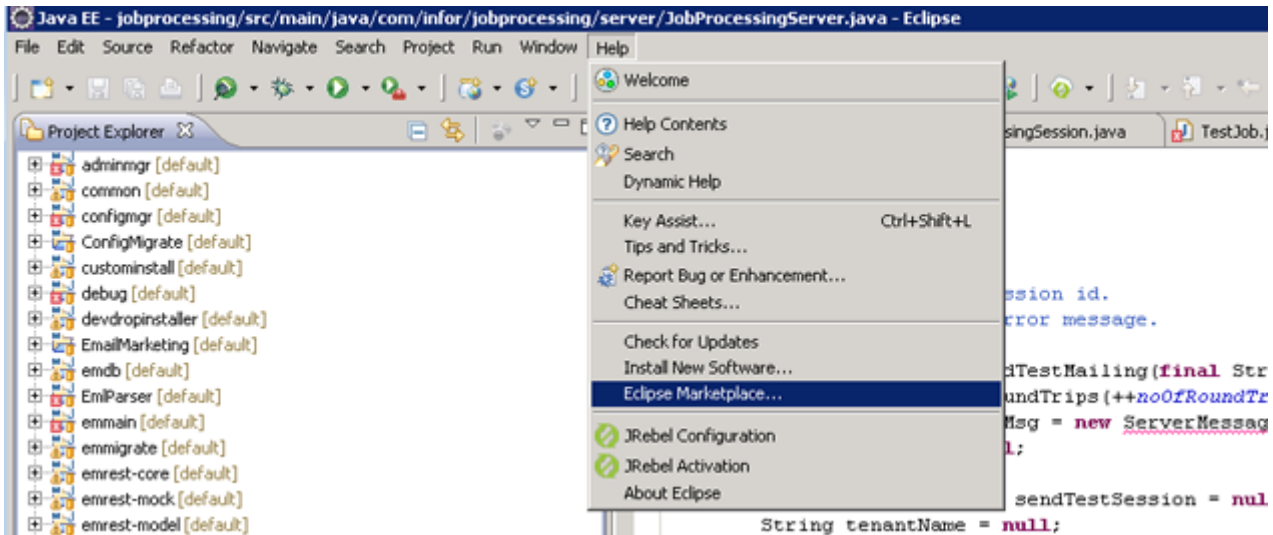 Java EE - jobprocessing/src/main/java/com/infor/jobprocessing/server/JobProcessingServer.java - Eclipse
File Edit Source Refactor Navigate Search Project Run Window Help
Project Explorer
adminmgr [default]
common [default]
configmgr [default]
ConfigMigrate [default]
custominstall [default]
debug [default]
devdropinstaller [default]
EmailMarketing [default]
emdb [default]
EmlParser [default]
emmain [default]
emmigrate [default]
emrest-core [default]
emrest-mock [default]
emrest-model [default]
Welcome
Help Contents
Search
Dynamic Help
Key Assist... Ctrl+Shift+L
Tips and Tricks...
Report Bug or Enhancement...
Cheat Sheets...
Check for Updates
Install New Software...
Eclipse Marketplace...
JRebel Configuration
JRebel Activation
About Eclipse
singSession.java TestJob.j
ssion id.
rror message.
dTestMailing(final Str
undTrips(++noOfRoundTr
Msg = new ServerMessag
l;
sendTestSession = nul
String tenantName = null;